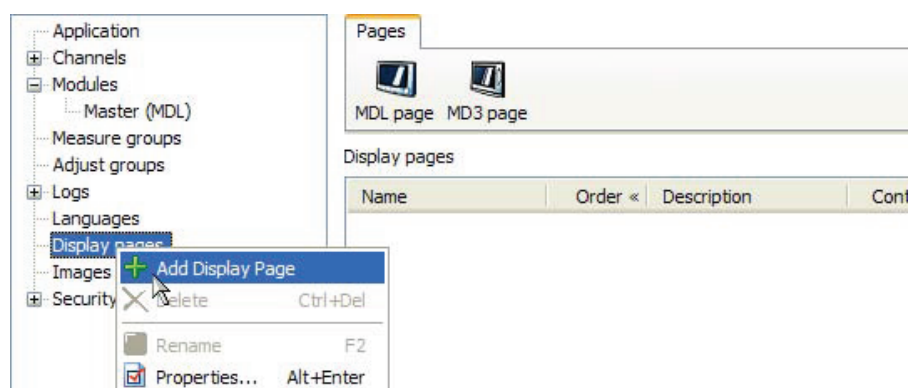 Application
Channels
Modules
Master (MDL)
Measure groups
Adjust groups
Logs
Languages
Display pages
Images
Security
Add Display Page
Delete Ctrl+Del
Rename F2
Properties... Alt+Enter
Pages
MDL page MD3 page
Display pages
Name Order « Description Cont